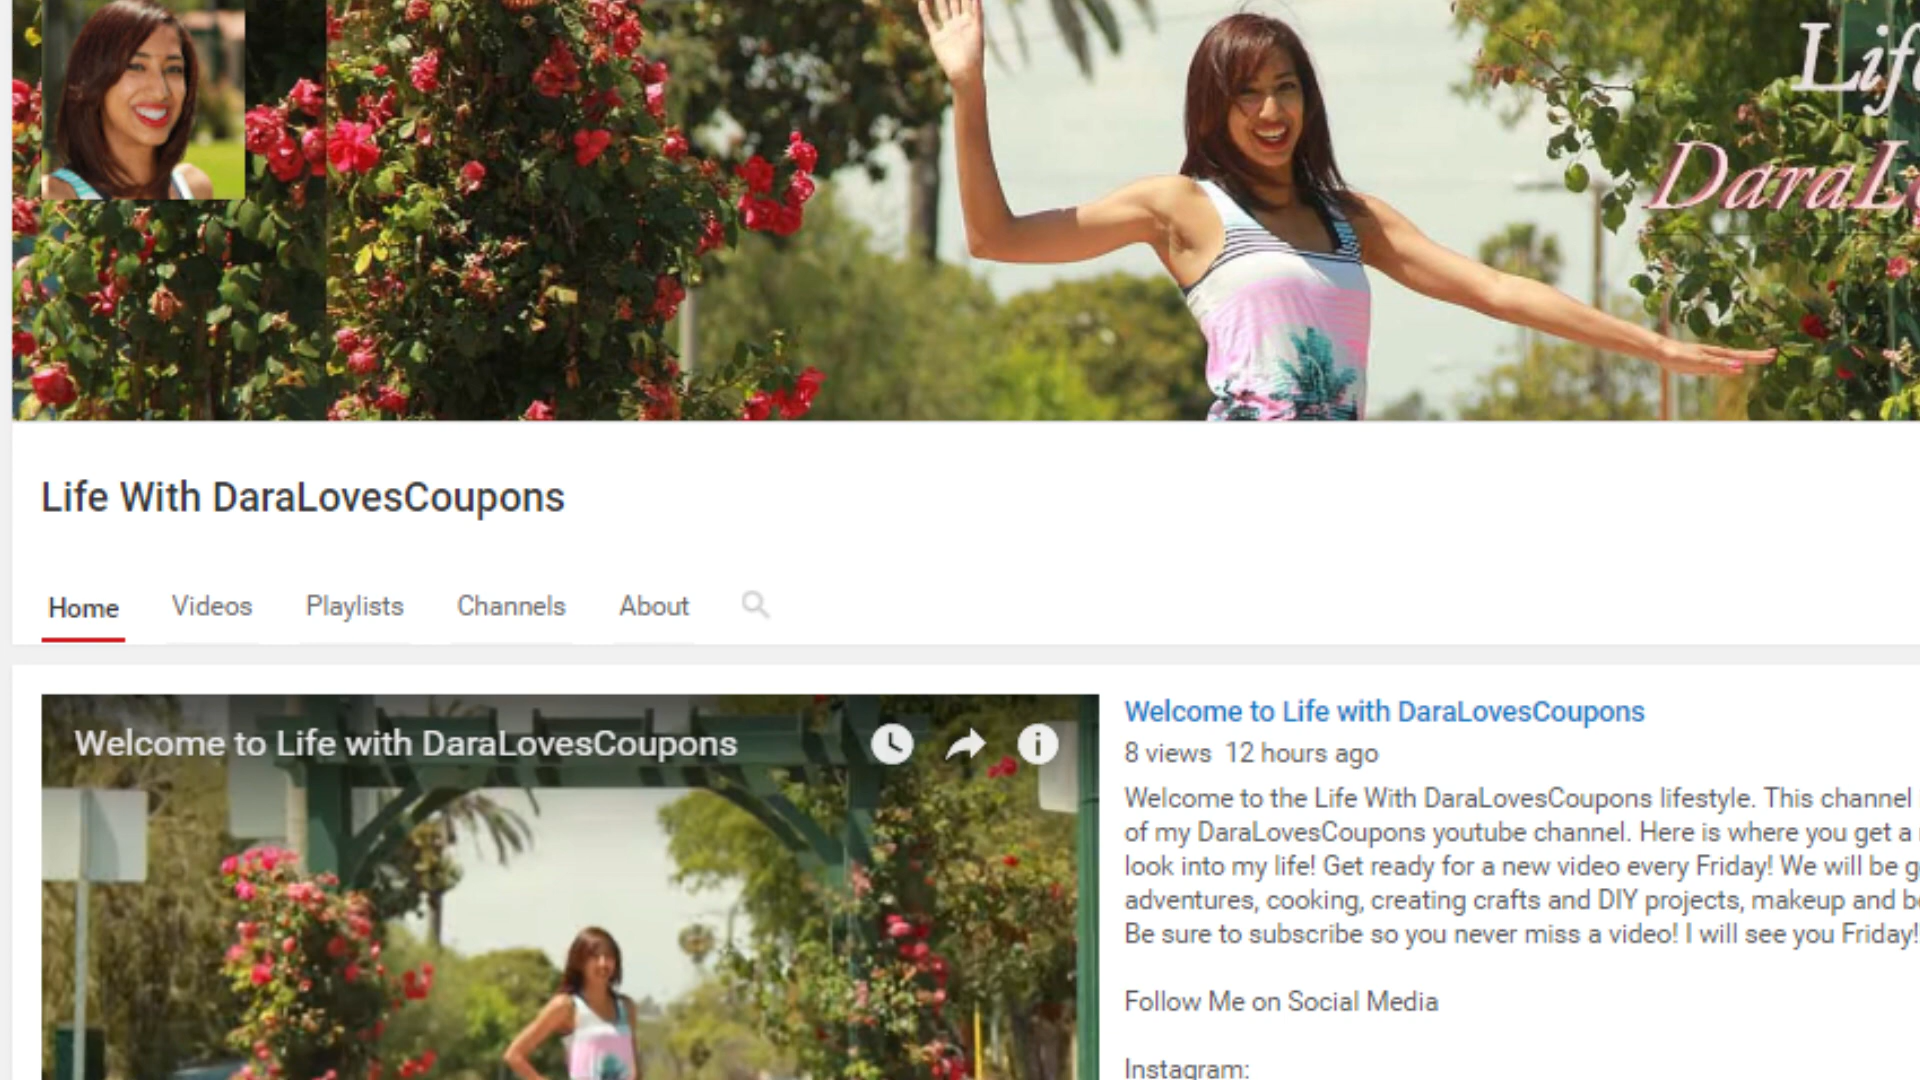 Lif
DaraL
Life With DaraLovesCoupons
Home Videos Playlists Channels About
Welcome to Life with DaraLovesCoupons
Welcome to Life with DaraLovesCoupons
8 views 12 hours ago
Welcome to the Life With DaraLovesCoupons lifestyle. This channel
of my DaraLovesCoupons youtube channel. Here is where you get a
look into my life! Get ready for a new video every Friday! We will be g
adventures, cooking, creating crafts and DIY projects, makeup and b
Be sure to subscribe so you never miss a video! I will see you Friday!
Follow Me on Social Media
Instagram: